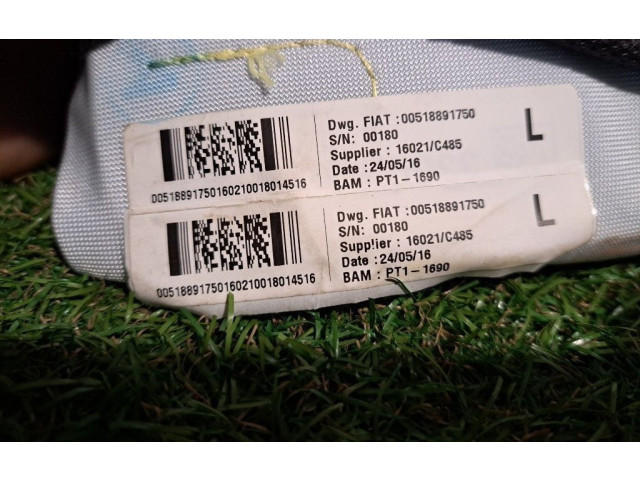 Dwg. FIAT :00518891750
S/N: 00180
Supplier : 16021/C485
Date : 24/05/16
BAM : PT1-1690
L
00518891750160210018014516
Dwg. FIAT :00518891750
S/N: 00180
Supplier : 16021/C485
Date : 24/05/16
BAM : PT1-1690
L
00518891750160210018014516